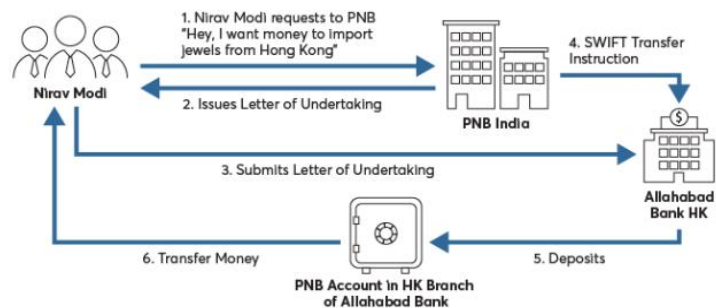 1. Nirav Modi requests to PNB
"Hey, I want money to import
jewels from Hong Kong"
4. SWIFT Transfer
Instruction
Nirav Modi
2. Issues Letter of Undertaking
PNB India
$
3. Submits Letter of Undertaking
Allahabad
Bank HK
6. Transfer Money
5. Deposits
PNB Account in HK Branch
of Allahabad Bank